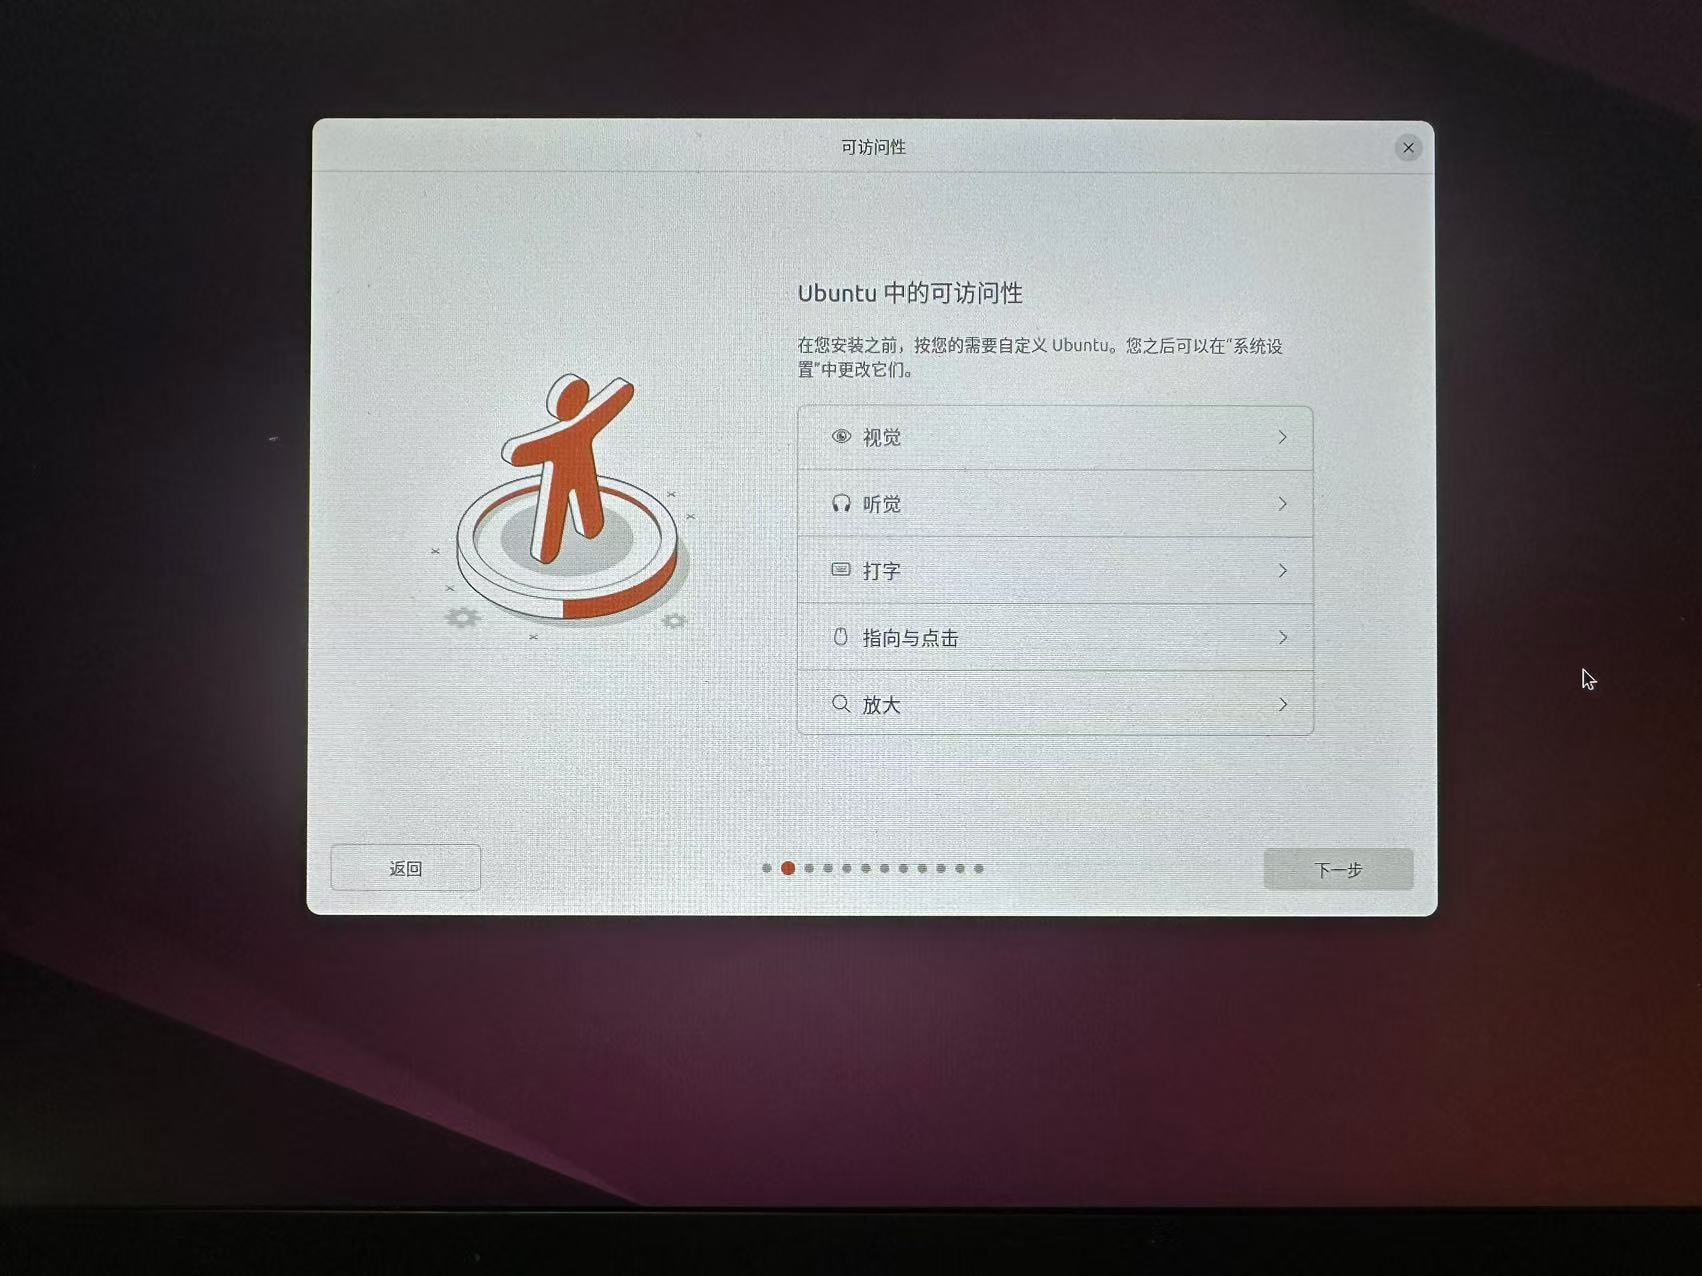 可访问性
Ubuntu 中的可访问性
在您安装之前，按您的需要自定义 Ubuntu。您之后可以在“系统设
置”中更改它们。
视觉
听觉
打字
指向与点击
放大
返回
下一步